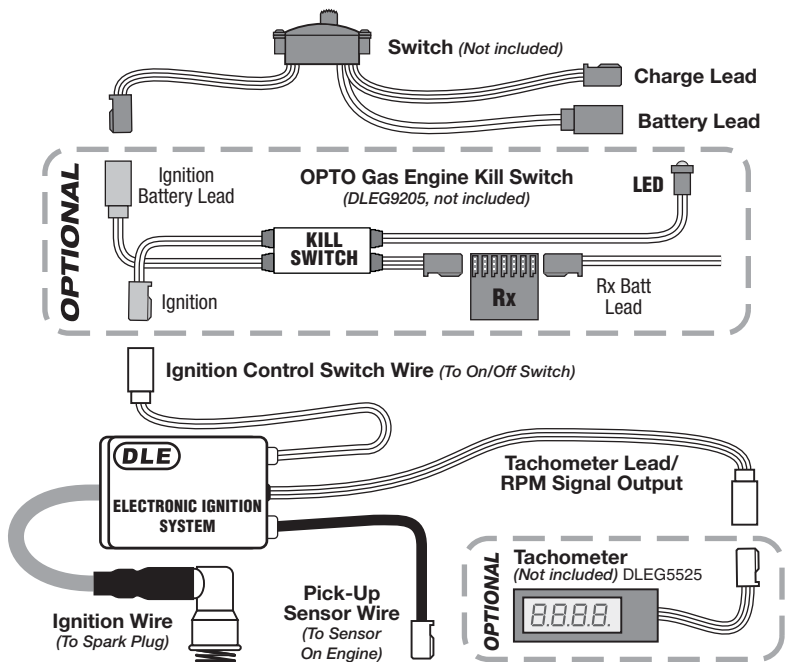 Switch (Not included)
Charge Lead
Battery Lead
OPTIONAL
Ignition
Battery Lead
OPTO Gas Engine Kill Switch
(DLEG9205, not included)
LED
KILL
SWITCH
Ignition
Rx
Rx Batt
Lead
Ignition Control Switch Wire (To On/Off Switch)
DLE
ELECTRONIC IGNITION
SYSTEM
Tachometer Lead/
RPM Signal Output
Ignition Wire
(To Spark Plug)
Pick-Up
Sensor Wire
(To Sensor
On Engine)
OPTIONAL
Tachometer
(Not included) DLEG5525
8.8.8.8.